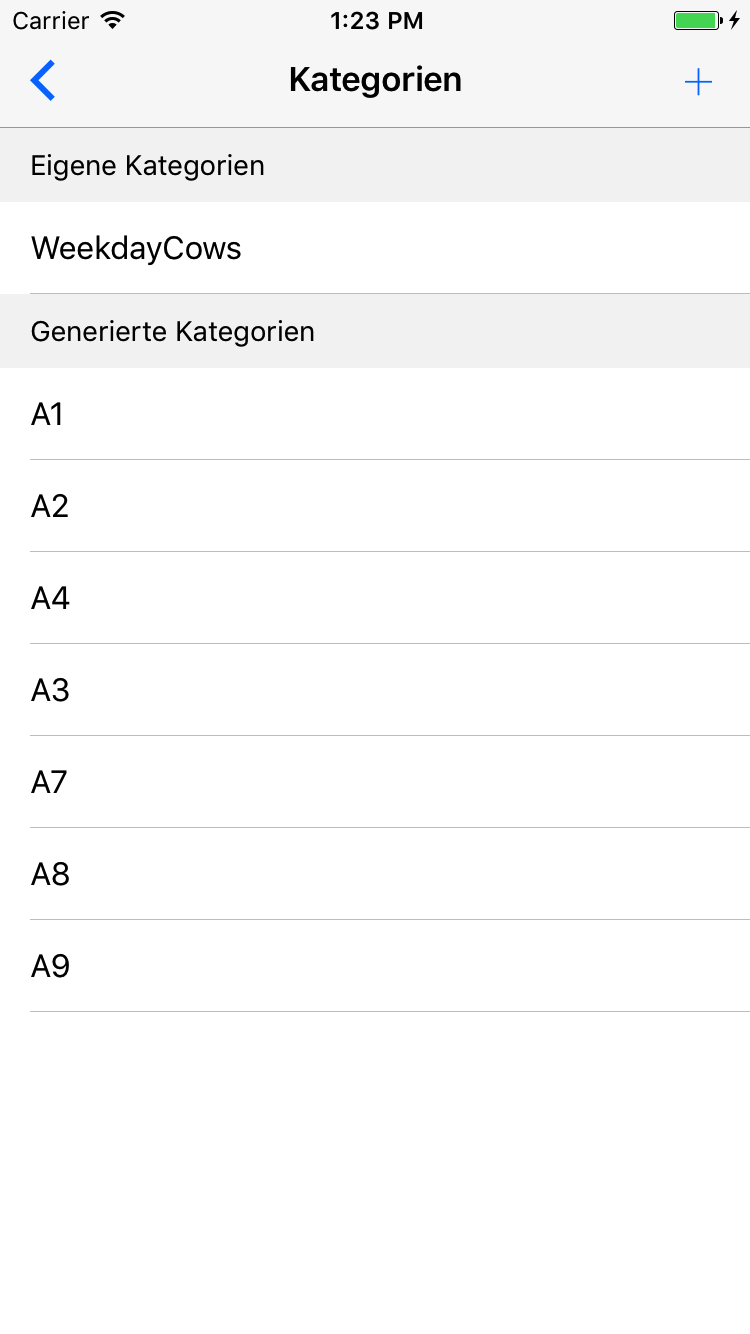 Carrier 1:23 PM
Kategorien
Eigene Kategorien
WeekdayCows
Generierte Kategorien
A1
A2
A4
A3
A7
A8
A9